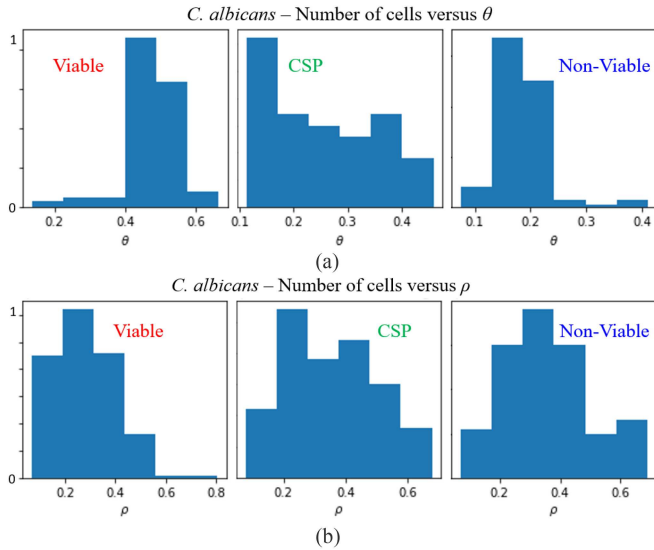 C. albicans – Number of cells versus θ
1
0
Viable
CSP
Non-Viable
0.2 0.4 0.6
0.1 0.2 0.3 0.4
0.1 0.2 0.3 0.4
θ
θ
θ
(a)
C. albicans – Number of cells versus ρ
1
0
Viable
CSP
Non-Viable
0.2 0.4 0.6 0.8
0.2 0.4 0.6
0.2 0.4 0.6
ρ
ρ
ρ
(b)